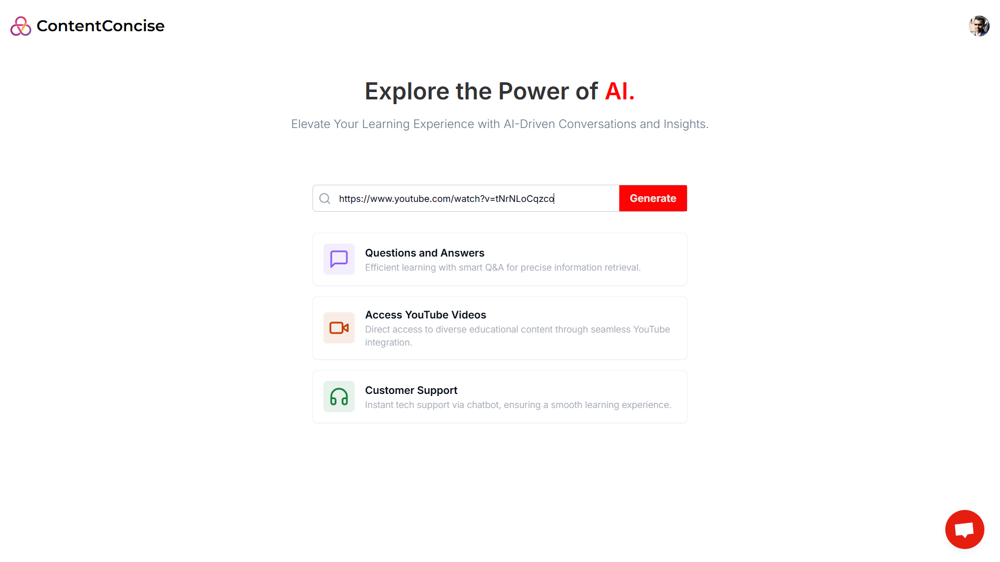 ContentConcise
Explore the Power of AI.
Elevate Your Learning Experience with AI-Driven Conversations and Insights.
https://www.youtube.com/watch?v=tNrNLoCqzco
Generate
Questions and Answers
Efficient learning with smart Q&A for precise information retrieval.
Access YouTube Videos
Direct access to diverse educational content through seamless YouTube
integration.
Customer Support
Instant tech support via chatbot, ensuring a smooth learning experience.